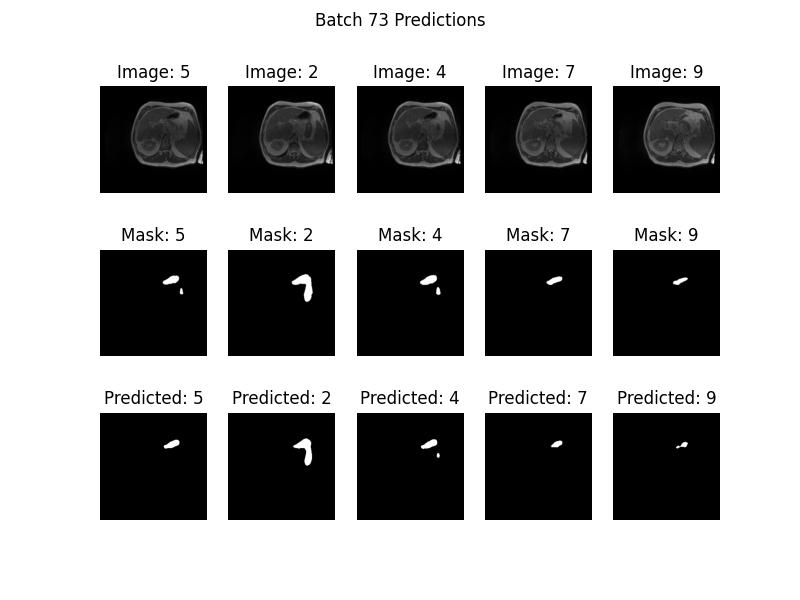 Batch 73 Predictions
Image: 5 Image: 2 Image: 4 Image: 7 Image: 9
Mask: 5 Mask: 2 Mask: 4 Mask: 7 Mask: 9
Predicted: 5 Predicted: 2 Predicted: 4 Predicted: 7 Predicted: 9